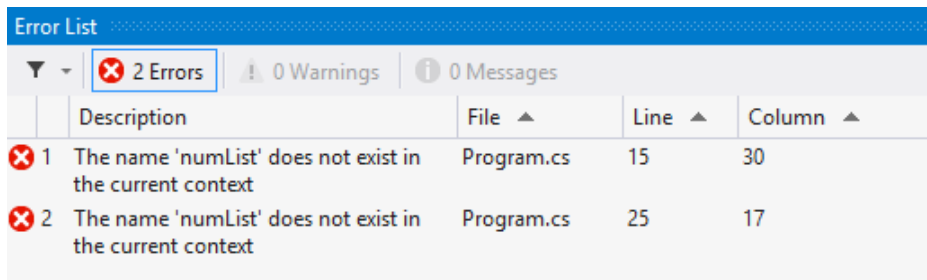 Error List
2 Errors 0 Warnings 0 Messages
Description File Line Column
1 The name 'numList' does not exist in Program.cs 15 30
the current context
2 The name 'numList' does not exist in Program.cs 25 17
the current context